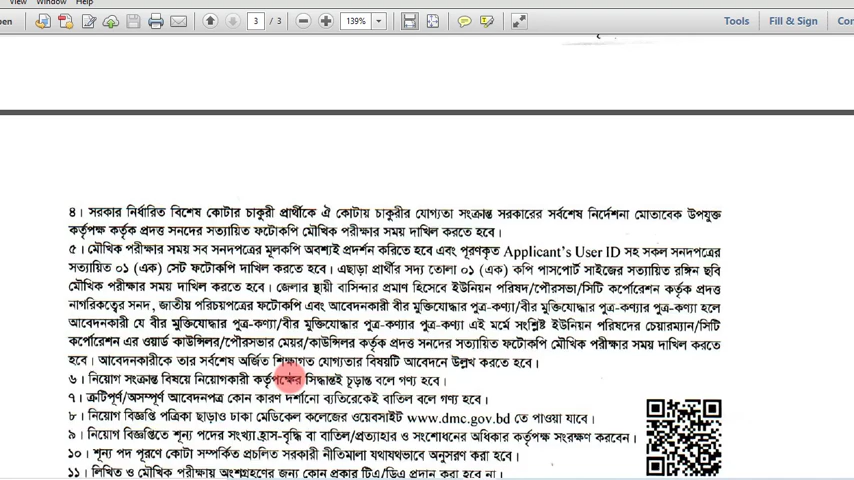 View Window Help
pen 3 / 3 139% Tools Fill & Sign Com
৪। সরকার নির্ধারিত বিশেষ কোটার চাকুরী প্রার্থীকে ঐ কোটায় চাকুরীর যোগ্যতা সংক্রান্ত সরকারের সর্বশেষ নির্দেশনা মোতাবেক উপযুক্ত
কর্তৃপক্ষ কর্তৃক প্রদত্ত সনদের সত্যায়িত ফটোকপি মৌখিক পরীক্ষার সময় দাখিল করতে হবে।
৫। মৌখিক পরীক্ষার সময় সব সনদপত্রের মূলকপি অবশ্যই প্রদর্শন করিতে হবে এবং পূরণকৃত Applicant's User ID সহ সকল সনদপত্রের
সত্যায়িত ০১ (এক) সেট ফটোকপি দাখিল করতে হবে। এছাড়া প্রার্থীর সদ্য তোলা ০১ (এক) কপি পাসপোর্ট সাইজের সত্যায়িত রঙ্গিন ছবি
মৌখিক পরীক্ষার সময় দাখিল করতে হবে। জেলার স্থায়ী বাসিন্দার প্রমাণ হিসেবে ইউনিয়ন পরিষদ/পৌরসভা/সিটি কর্পোরেশন কর্তৃক প্রদত্ত
নাগরিকত্বের সনদ, জাতীয় পরিচয়পত্রের ফটোকপি এবং আবেদনকারী বীর মুক্তিযোদ্ধার পুত্র-কণ্যা/বীর মুক্তিযোদ্ধার পুত্র-কণ্যার পুত্র-কণ্যা হলে
আবেদনকারী যে বীর মুক্তিযোদ্ধার পুত্র-কণ্যা/বীর মুক্তিযোদ্ধার পুত্র-কণ্যার পুত্র-কণ্যা এই মর্মে সংশ্লিষ্ট ইউনিয়ন পরিষদের চেয়ারম্যান/সিটি
কর্পোরেশন এর ওয়ার্ড কাউন্সিলর/পৌরসভার মেয়র/কাউন্সিলর কর্তৃক প্রদত্ত সনদের সত্যায়িত ফটোকপি মৌখিক পরীক্ষার সময় দাখিল করতে
হবে। আবেদনকারীকে তার সর্বশেষ অর্জিত শিক্ষাগত যোগ্যতার বিষয়টি আবেদনে উল্লেখ করতে হবে।
৬। নিয়োগ সংক্রান্ত বিষয়ে নিয়োগকারী কর্তৃপক্ষের সিদ্ধান্তই চূড়ান্ত বলে গণ্য হবে।
৭। ত্রুটিপূর্ণ/অসম্পূর্ণ আবেদনপত্র কোন কারণ দর্শানো ব্যতিরেকেই বাতিল বলে গণ্য হবে।
৮। নিয়োগ বিজ্ঞপ্তি পত্রিকা ছাড়াও ঢাকা মেডিকেল কলেজের ওয়েবসাইট www.dmc.gov.bd তে পাওয়া যাবে।
৯। নিয়োগ বিজ্ঞপ্তিতে শূন্য পদের সংখ্যা হ্রাস-বৃদ্ধি বা বাতিল/প্রত্যাহার ও সংশোধনের অধিকার কর্তৃপক্ষ সংরক্ষণ করবেন।
১০। শূন্য পদ পূরণে কোটা সম্পর্কিত প্রচলিত সরকারী নীতিমালা যথাযথভাবে অনুসরণ করা হবে।
১১। লিখিত ও মৌখিক পরীক্ষায় অংশগ্রহণের জন্য কোন প্রকার টিএ/ডিএ প্রদান করা হবে না।